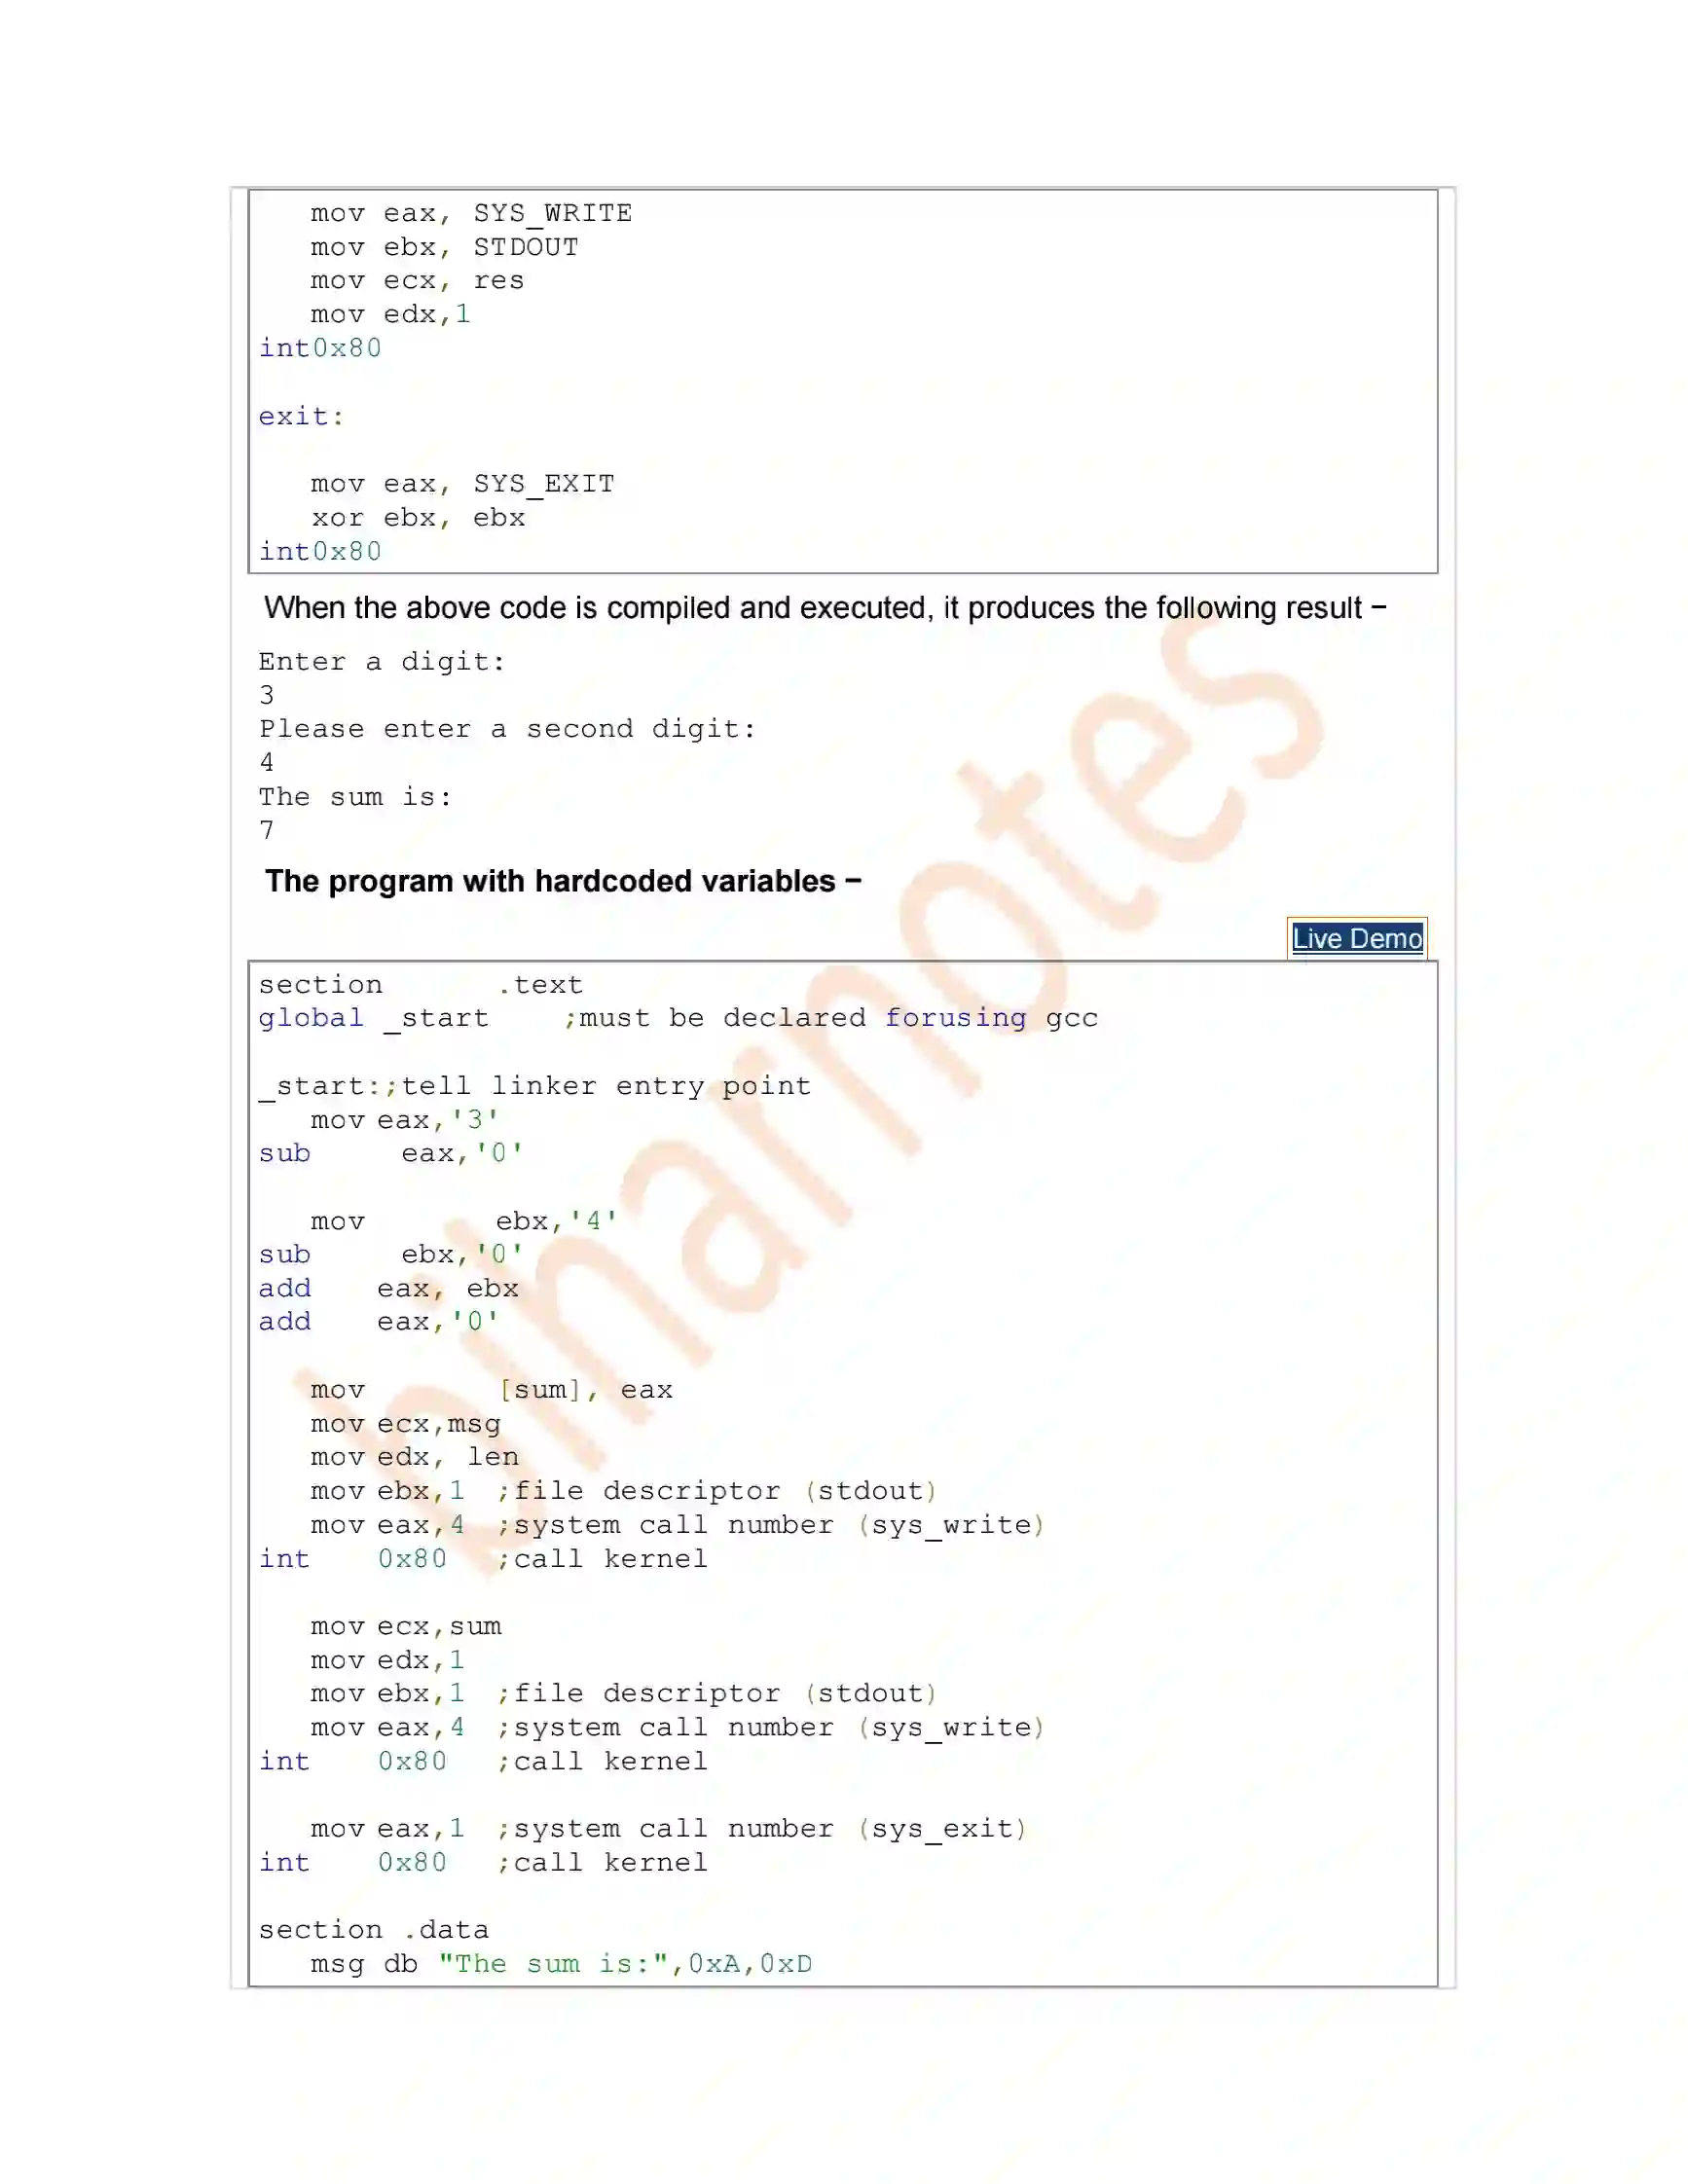 mov eax, SYS_WRITE
mov ebx, STDOUT
mov ecx, res
mov edx,1
int0x80
exit:
mov eax, SYS_EXIT
xor ebx, ebx
int0x80
When the above code is compiled and executed, it produces the following result −
Enter a digit:
3
Please enter a second digit:
4
The sum is:
7
The program with hardcoded variables −
Live Demo
section .text
global _start ;must be declared forusing gcc
_start:;tell linker entry point
mov eax,'3'
sub eax,'0'
mov ebx,'4'
sub ebx,'0'
add eax, ebx
add eax,'0'
mov [sum], eax
mov ecx,msg
mov edx, len
mov ebx,1 ;file descriptor (stdout)
mov eax,4 ;system call number (sys_write)
int 0x80 ;call kernel
mov ecx,sum
mov edx,1
mov ebx,1 ;file descriptor (stdout)
mov eax,4 ;system call number (sys_write)
int 0x80 ;call kernel
mov eax,1 ;system call number (sys_exit)
int 0x80 ;call kernel
section .data
msg db "The sum is:",0xA,0xD
biharnotes